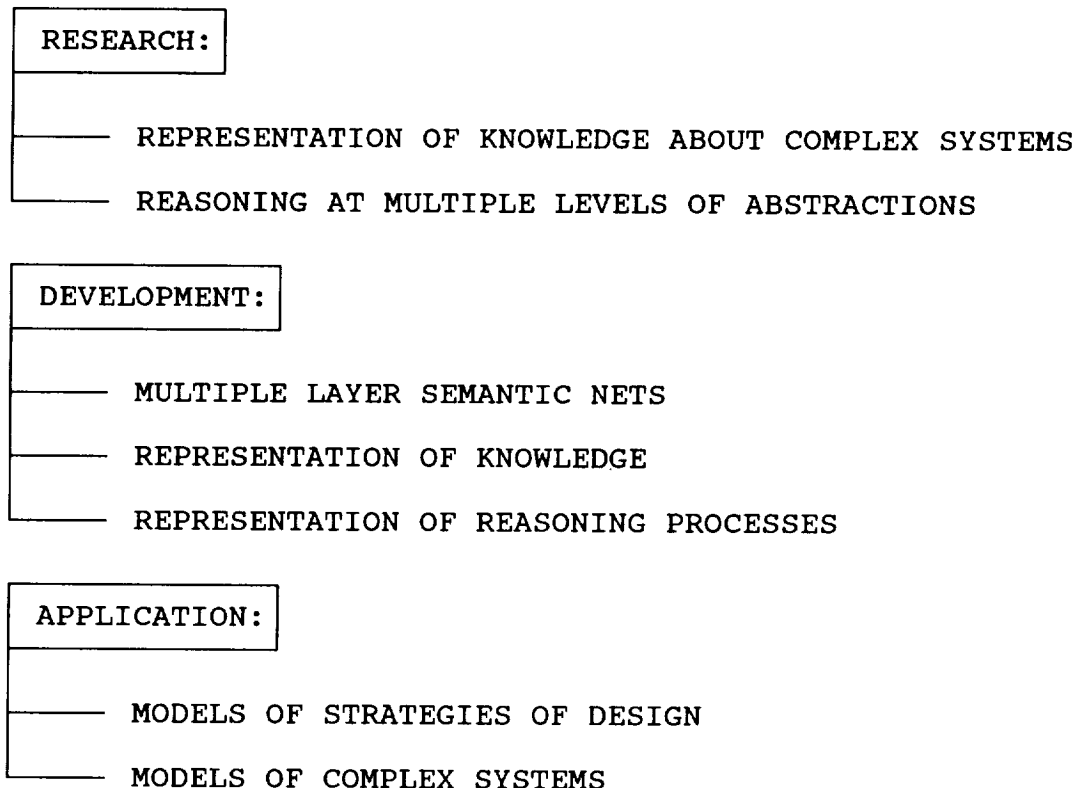 RESEARCH:
REPRESENTATION OF KNOWLEDGE ABOUT COMPLEX SYSTEMS
REASONING AT MULTIPLE LEVELS OF ABSTRACTIONS
DEVELOPMENT:
MULTIPLE LAYER SEMANTIC NETS
REPRESENTATION OF KNOWLEDGE
REPRESENTATION OF REASONING PROCESSES
APPLICATION:
MODELS OF STRATEGIES OF DESIGN
MODELS OF COMPLEX SYSTEMS